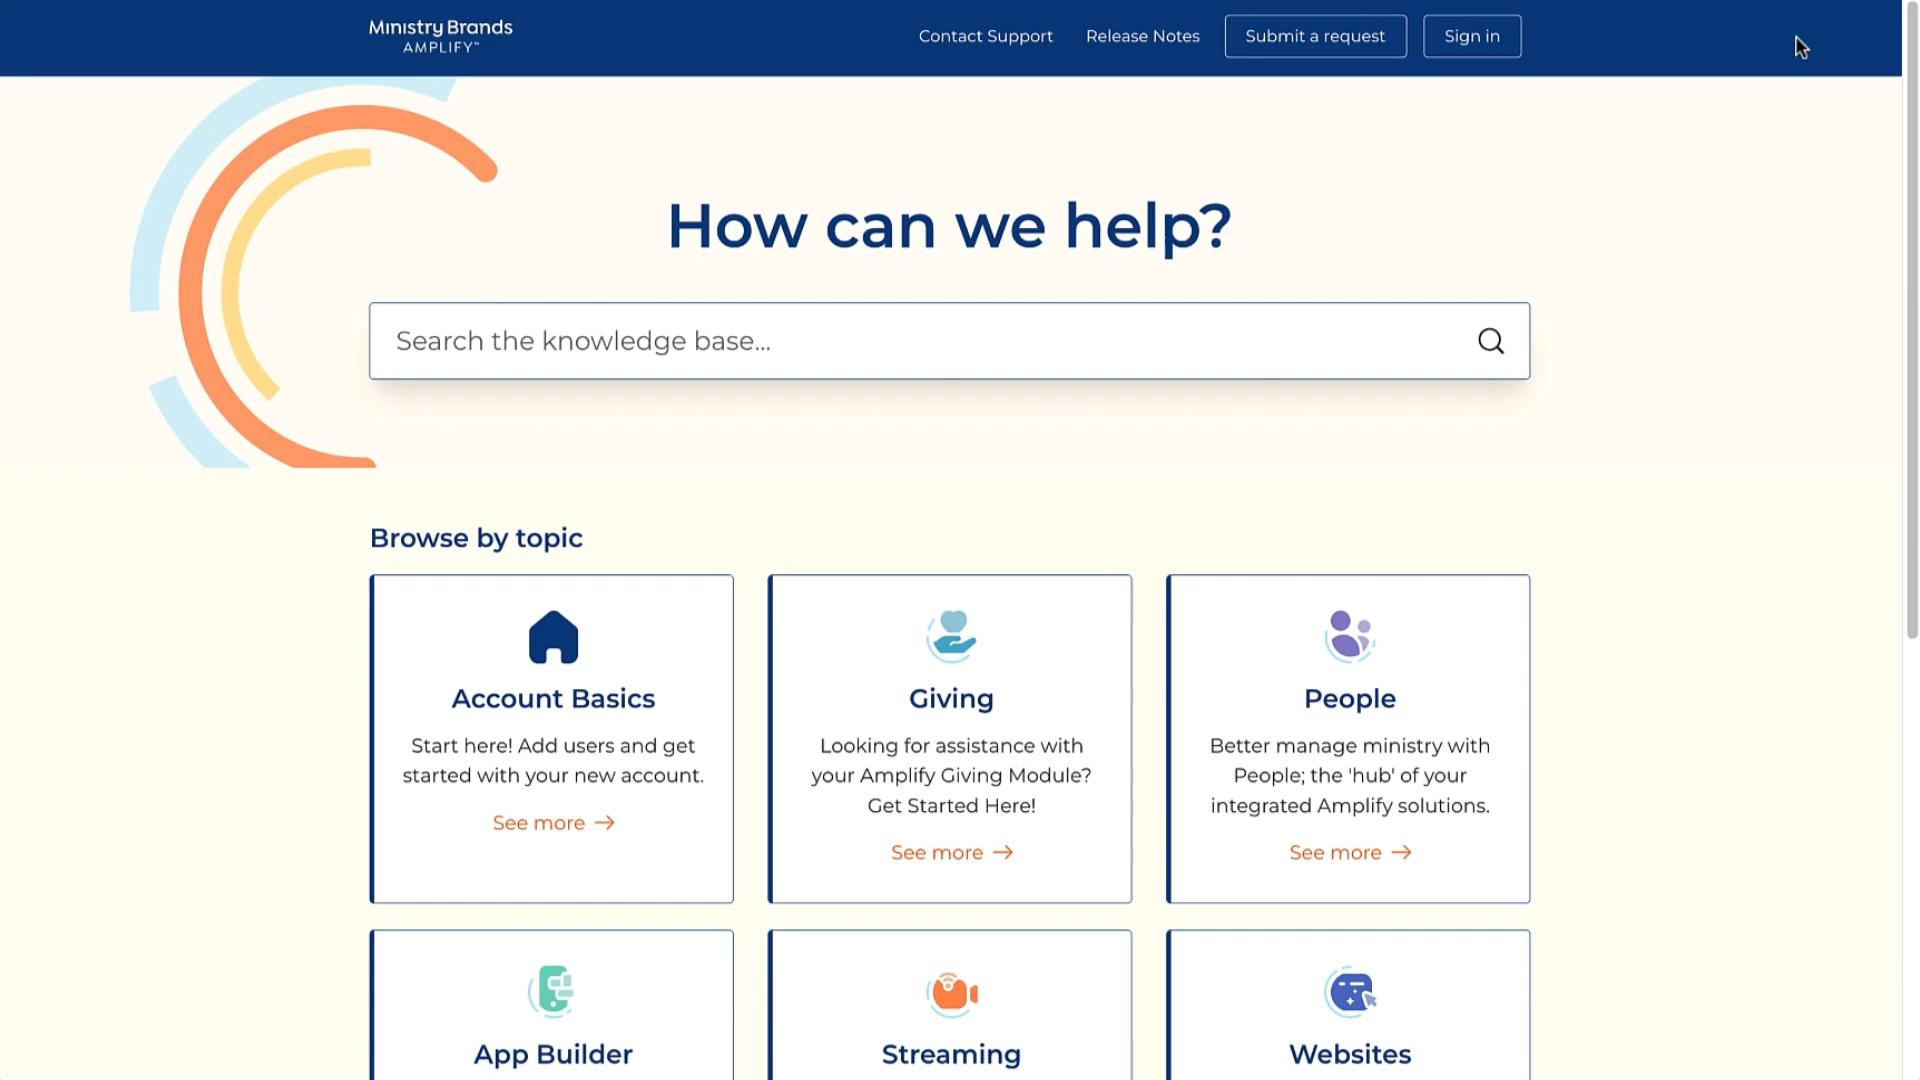 Ministry Brands
AMPLIFY™
Contact Support
Release Notes
Submit a request
Sign in
How can we help?
Search the knowledge base...
Browse by topic
Account Basics
Start here! Add users and get
started with your new account.
See more
Giving
Looking for assistance with
your Amplify Giving Module?
Get Started Here!
See more
People
Better manage ministry with
People; the 'hub' of your
integrated Amplify solutions.
See more
App Builder
Streaming
Websites